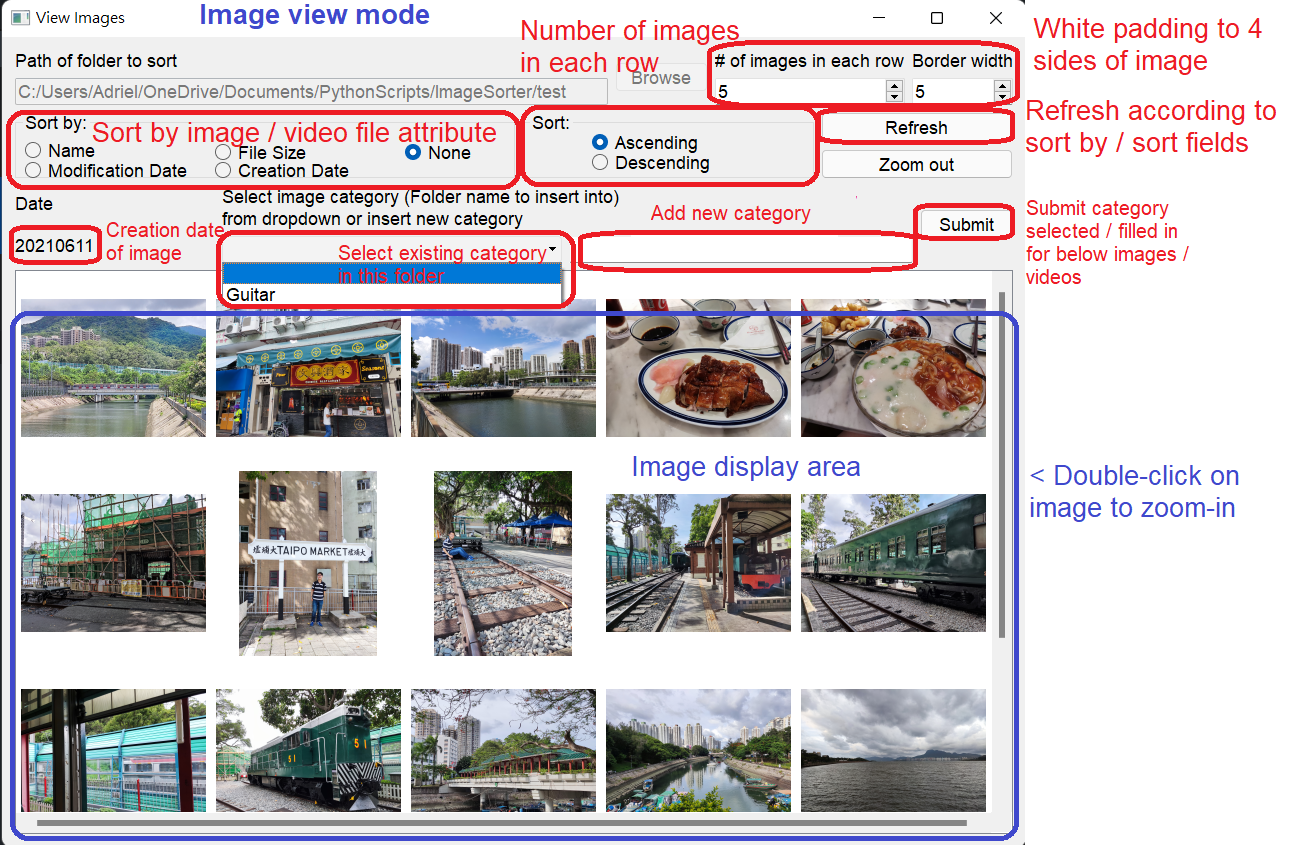 View Images
Image view mode
Number of images
in each row
White padding to 4
sides of image
Path of folder to sort
# of images in each row
Border width
C:/Users/Adriel/OneDrive/Documents/PythonScripts/ImageSorter/test
Browse
5
5
Refresh according to
sort by / sort fields
Sort by:
Sort by image / video file attribute
Name
File Size
None
Modification Date
Creation Date
Sort:
Ascending
Descending
Refresh
Zoom out
Date
Select image category (Folder name to insert into)
from dropdown or insert new category
Add new category
Submit
Submit category
selected / filled in
for below images /
videos
20210611
Creation date
of image
Select existing category
in this folder
Guitar
Image display area
< Double-click on
image to zoom-in
TAIPO MARKET
51
51